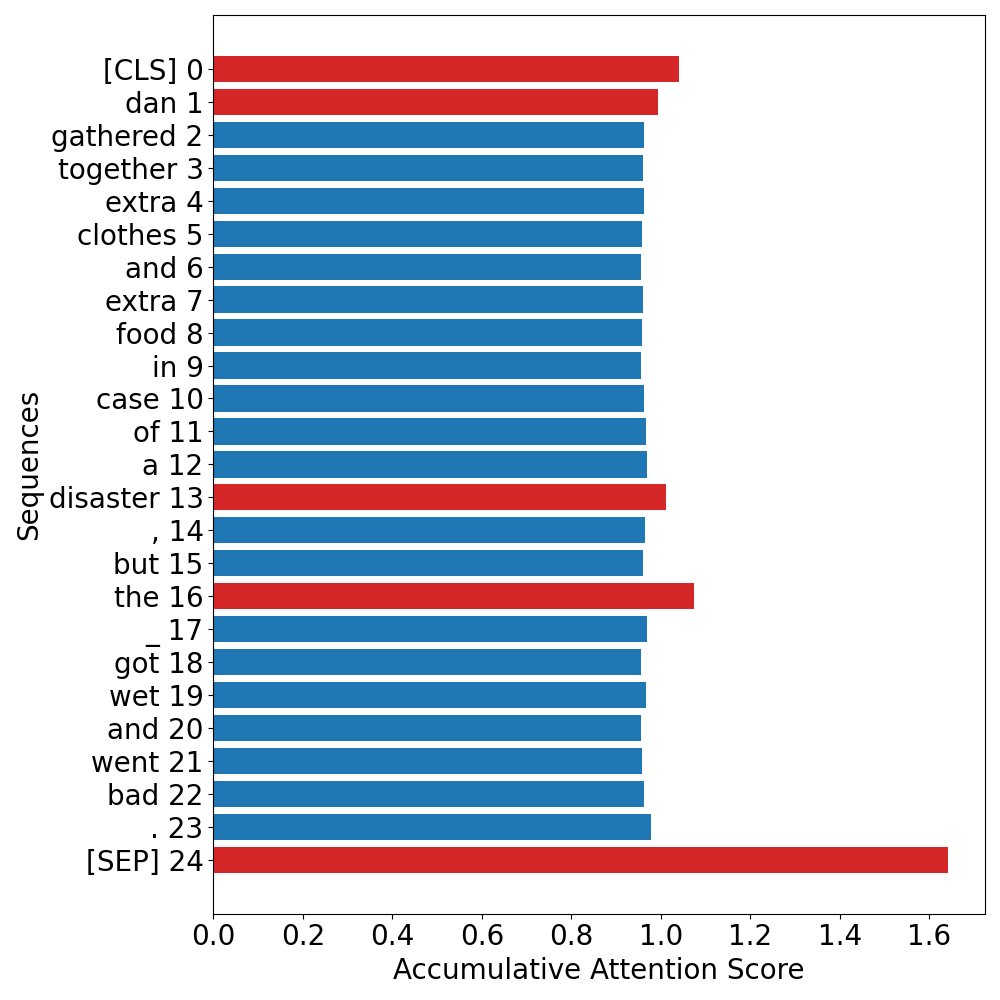 [CLS] 0
dan 1
gathered 2
together 3
extra 4
clothes 5
and 6
extra 7
food 8
in 9
case 10
of 11
a 12
disaster 13
, 14
but 15
the 16
_ 17
got 18
wet 19
and 20
went 21
bad 22
. 23
[SEP] 24
Sequences
0.0 0.2 0.4 0.6 0.8 1.0 1.2 1.4 1.6
Accumulative Attention Score